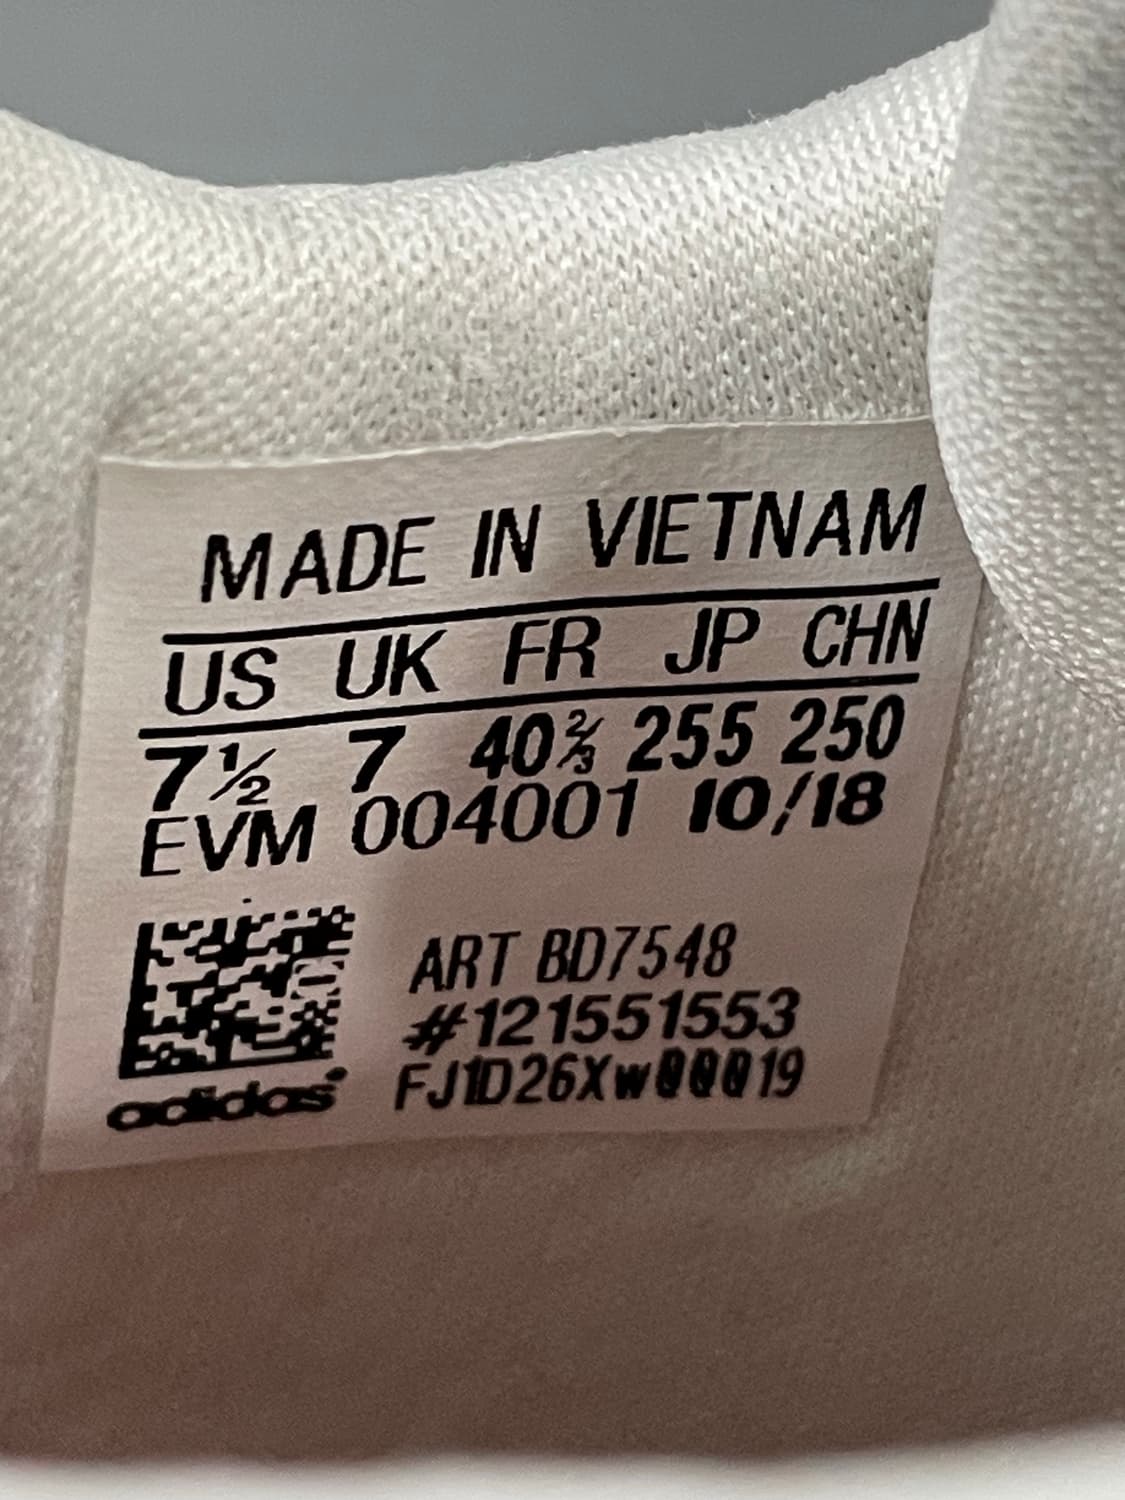 MADE IN VIETNAM
US UK FR JP CHN
7½ 7 40⅔ 255 250
EVM 004001 10/18
ART BD7548
#121551553
FJ1D26Xw00019
adidas